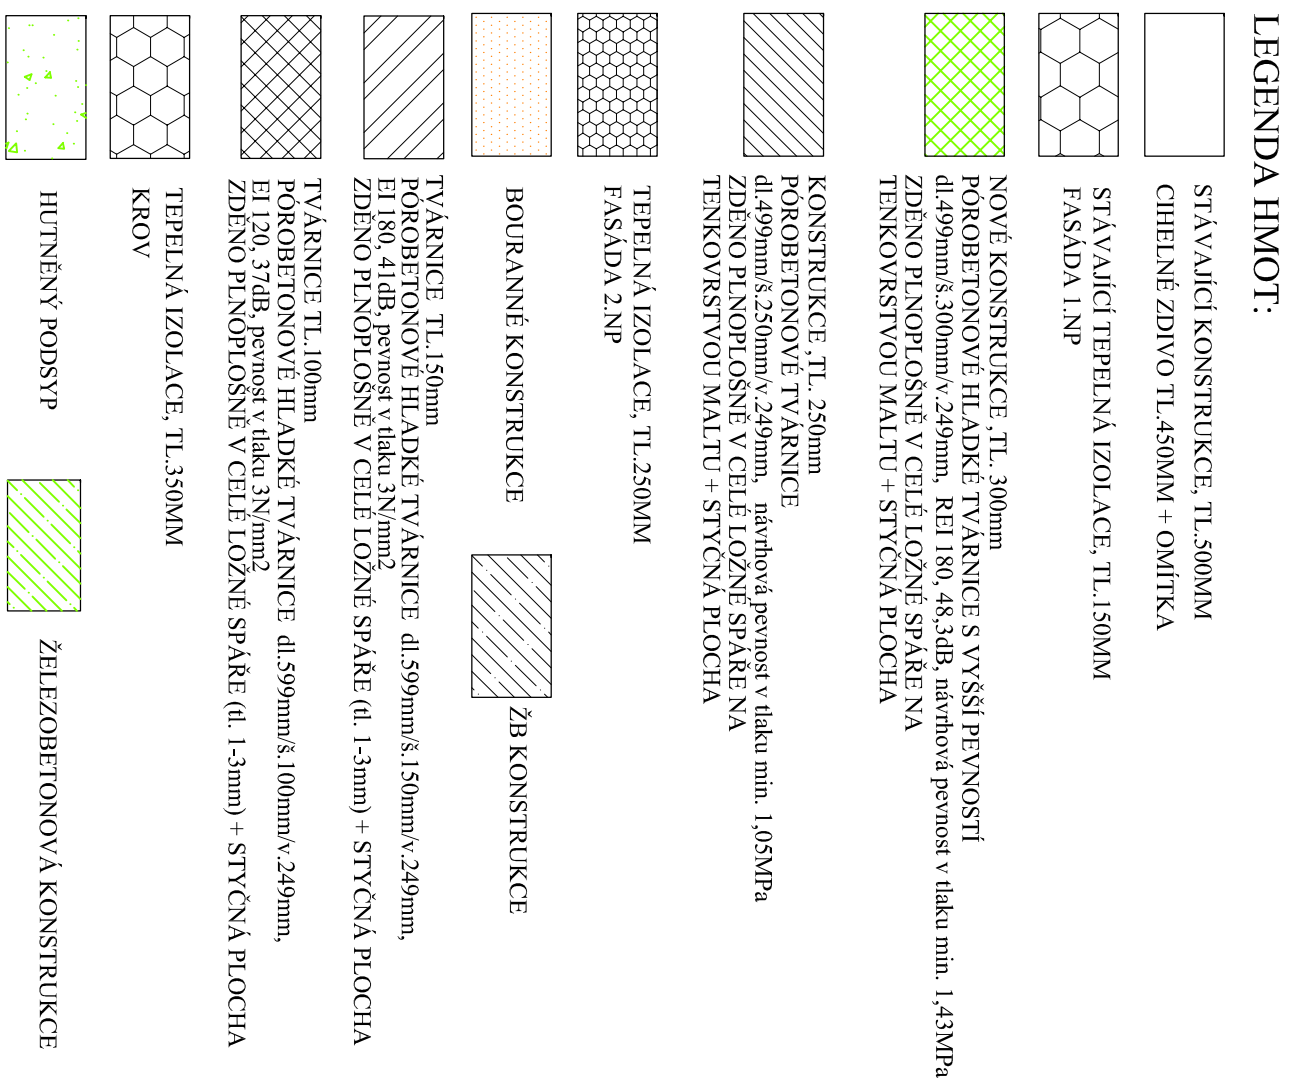 LEGENDA HMOT:
STÁVAJÍCÍ KONSTRUKCE, TL.500MM
CIHELNÉ ZDIVO TL.450MM + OMÍTKA
STÁVAJÍCÍ TEPELNÁ IZOLACE, TL.150MM
FASÁDA 1.NP
NOVÉ KONSTRUKCE ,TL. 300mm
PÓROBETONOVÉ HLADKÉ TVÁRNICE S VYŠŠÍ PEVNOSTÍ
dl.499mm/š.300mm/v.249mm, REI 180, 48,3dB, návrhová pevnost v tlaku min. 1,43MPa
ZDĚNO PLNOPLOŠNĚ V CELÉ LOŽNÉ SPÁŘE NA
TENKOVRSTVOU MALTU + STYČNÁ PLOCHA
KONSTRUKCE ,TL. 250mm
PÓROBETONOVÉ TVÁRNICE
dl.499mm/š.250mm/v.249mm, návrhová pevnost v tlaku min. 1,05MPa
ZDĚNO PLNOPLOŠNĚ V CELÉ LOŽNÉ SPÁŘE NA
TENKOVRSTVOU MALTU + STYČNÁ PLOCHA
TEPELNÁ IZOLACE, TL.250MM
FASÁDA 2.NP
BOURANNÉ KONSTRUKCE
ŽB KONSTRUKCE
TVÁRNICE TL.150mm
PÓROBETONOVÉ HLADKÉ TVÁRNICE dl.599mm/š.150mm/v.249mm,
EI 180, 41dB, pevnost v tlaku 3N/mm2
ZDĚNO PLNOPLOŠNĚ V CELÉ LOŽNÉ SPÁŘE (tl. 1-3mm) + STYČNÁ PLOCHA
TVÁRNICE TL.100mm
PÓROBETONOVÉ HLADKÉ TVÁRNICE dl.599mm/š.100mm/v.249mm,
EI 120, 37dB, pevnost v tlaku 3N/mm2
ZDĚNO PLNOPLOŠNĚ V CELÉ LOŽNÉ SPÁŘE (tl. 1-3mm) + STYČNÁ PLOCHA
TEPELNÁ IZOLACE, TL.350MM
KROV
HUTNĚNÝ PODSYP
ŽELEZOBETONOVÁ KONSTRUKCE